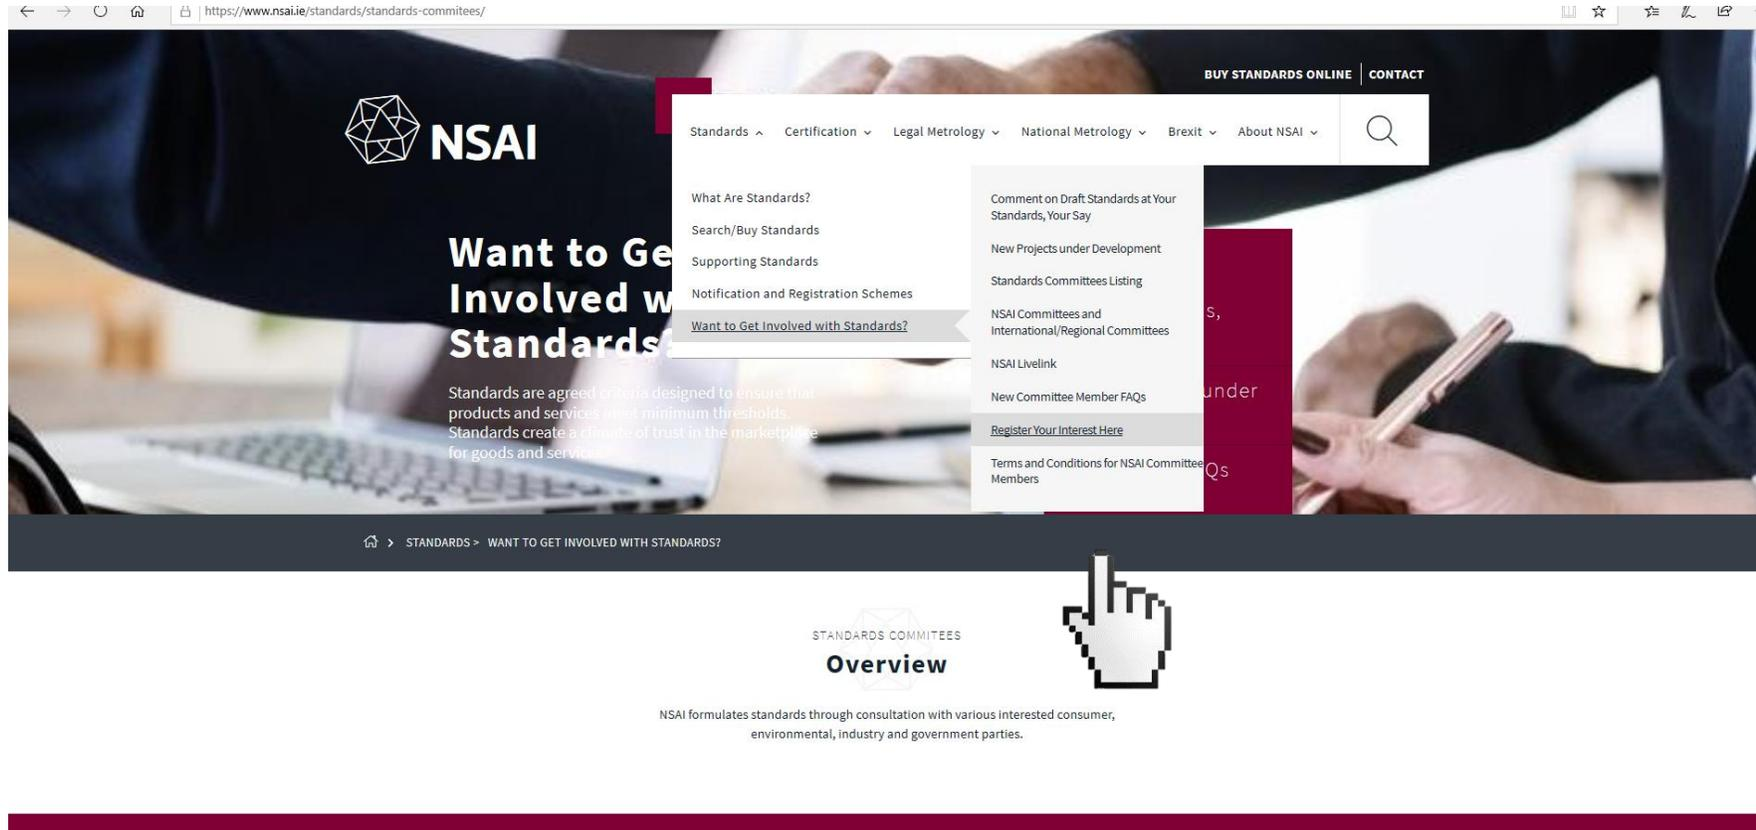 https://www.nsai.ie/standards/standards-commitees/
BUY STANDARDS ONLINE
CONTACT
NSAI
Standards
Certification
Legal Metrology
National Metrology
Brexit
About NSAI
What Are Standards?
Search/Buy Standards
Supporting Standards
Notification and Registration Schemes
Want to Get Involved with Standards?
Comment on Draft Standards at Your
Standards, Your Say
New Projects under Development
Standards Committees Listing
NSAI Committees and
International/Regional Committees
NSAI Livelink
New Committee Member FAQs
Register Your Interest Here
Terms and Conditions for NSAI Committee
Members
Want to Ge
Involved w
Standards?
Standards are agreed criteria designed to ensure that
products and services meet minimum thresholds.
Standards create a climate of trust in the marketplace
for goods and services.
s,
under
Qs
STANDARDS > WANT TO GET INVOLVED WITH STANDARDS?
STANDARDS COMMITEES
Overview
NSAI formulates standards through consultation with various interested consumer,
environmental, industry and government parties.